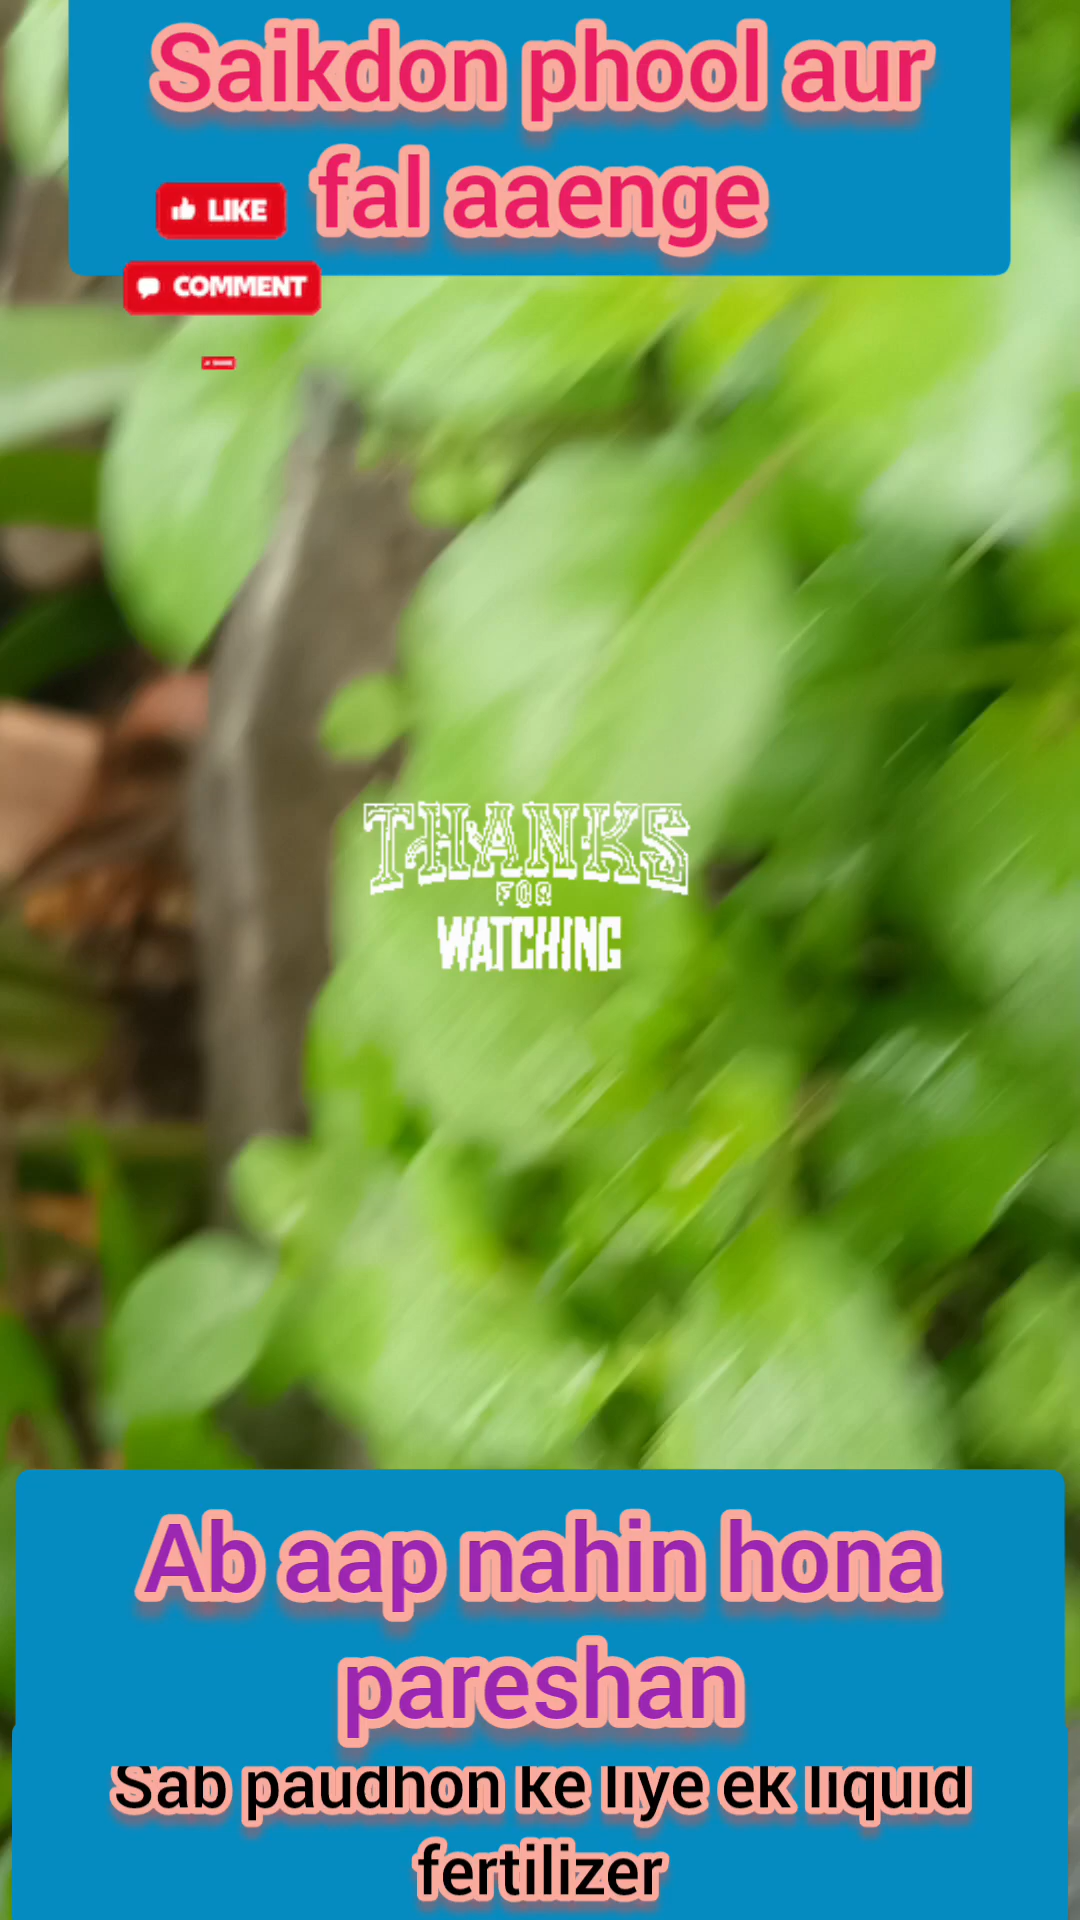 Saikdon phool aur
fal aaenge
LIKE
COMMENT
THANKS
FOR
WATCHING
Ab aap nahin hona
pareshan
Sab paudhon ke liye ek liquid
fertilizer